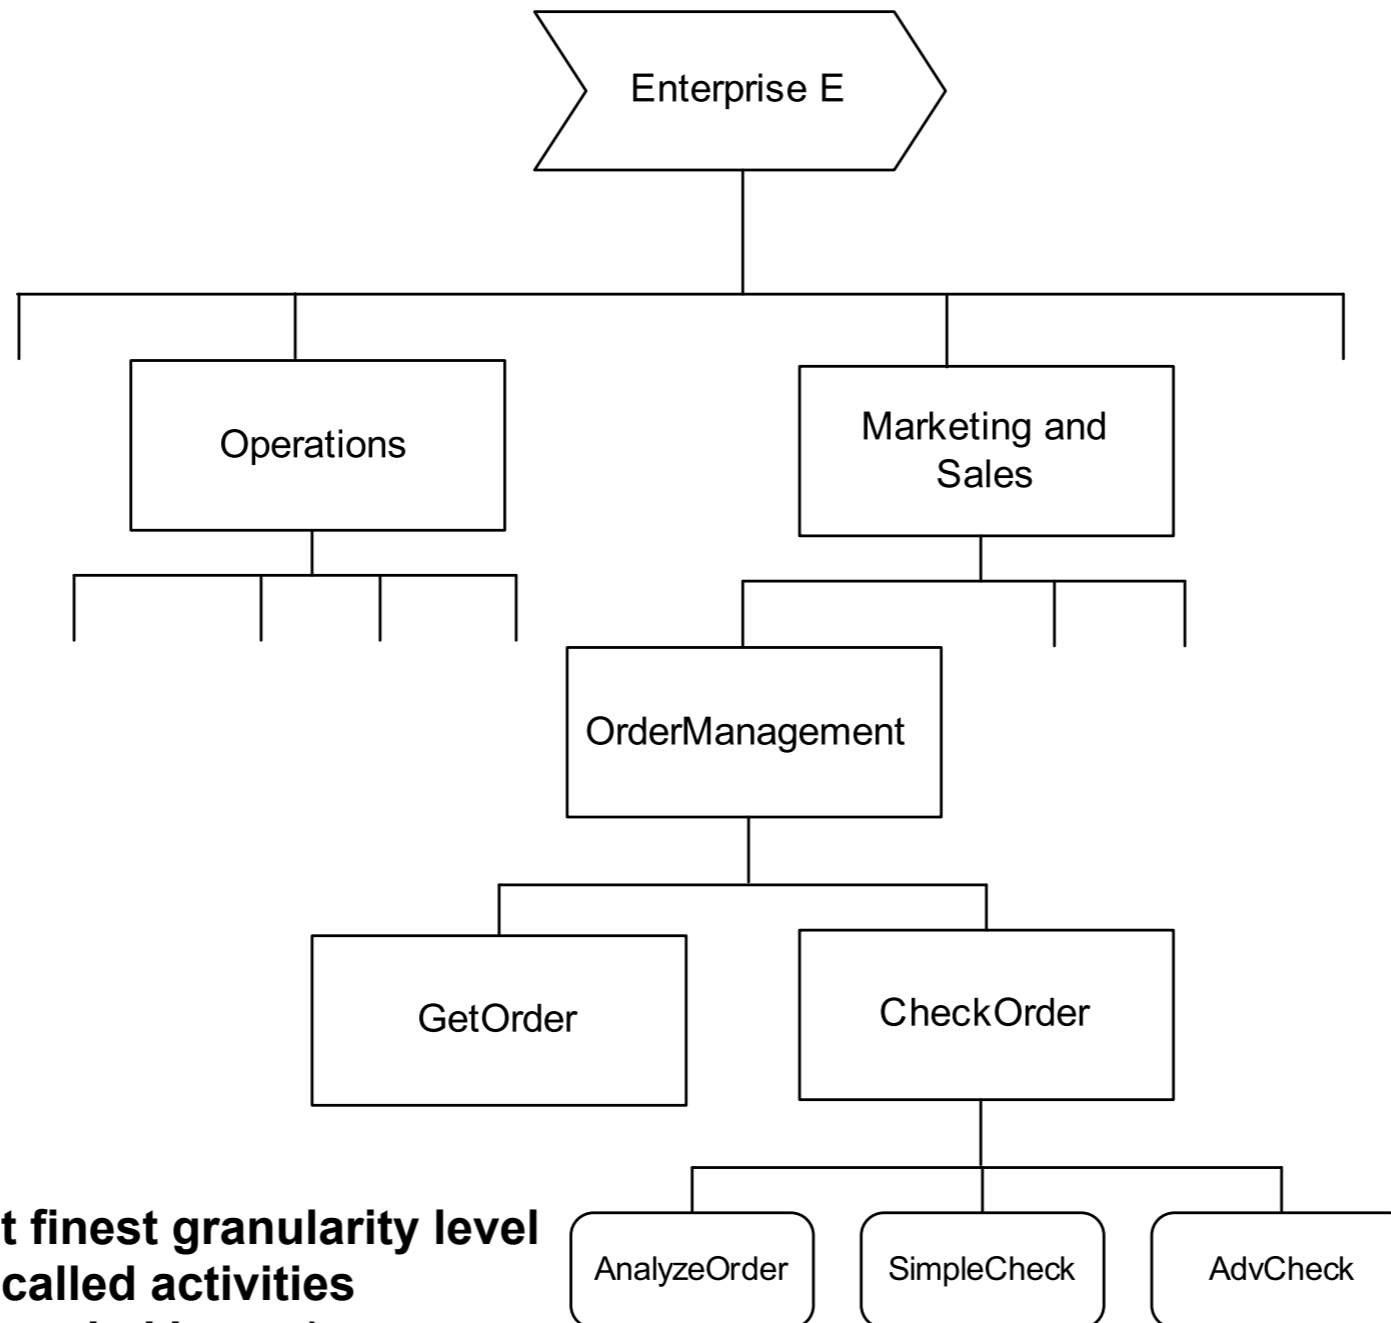 Enterprise E
Operations
Marketing and
Sales
OrderManagement
GetOrder
CheckOrder
t finest granularity level
called activities
AnalyzeOrder
SimpleCheck
AdvCheck